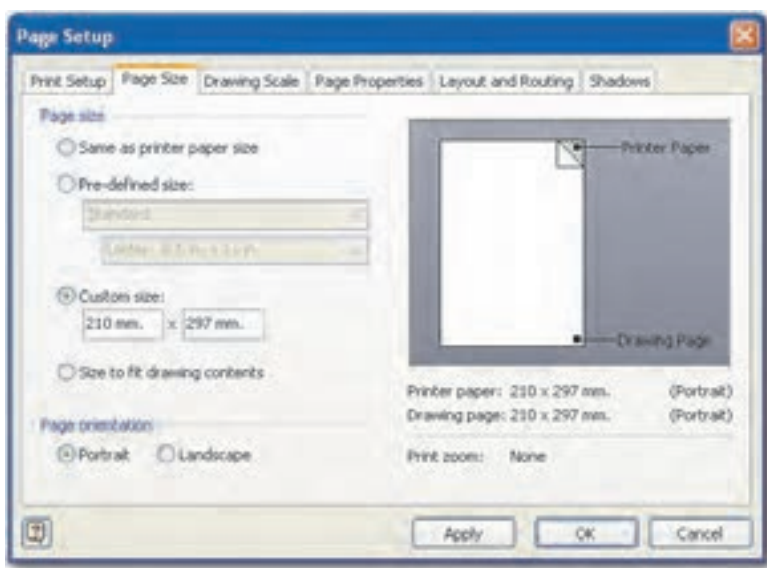 Page Setup
Print Setup Page Size Drawing Scale Page Properties Layout and Routing Shadows
Page size
Same as printer paper size
Pre-defined size:
Standard
Custom size:
210 mm. x 297 mm.
Size to fit drawing contents
Page orientation
Portrait Landscape
Printer Paper
Drawing Page
Printer paper: 210 x 297 mm. (Portrait)
Drawing page: 210 x 297 mm. (Portrait)
Print zoom: None
Apply OK Cancel